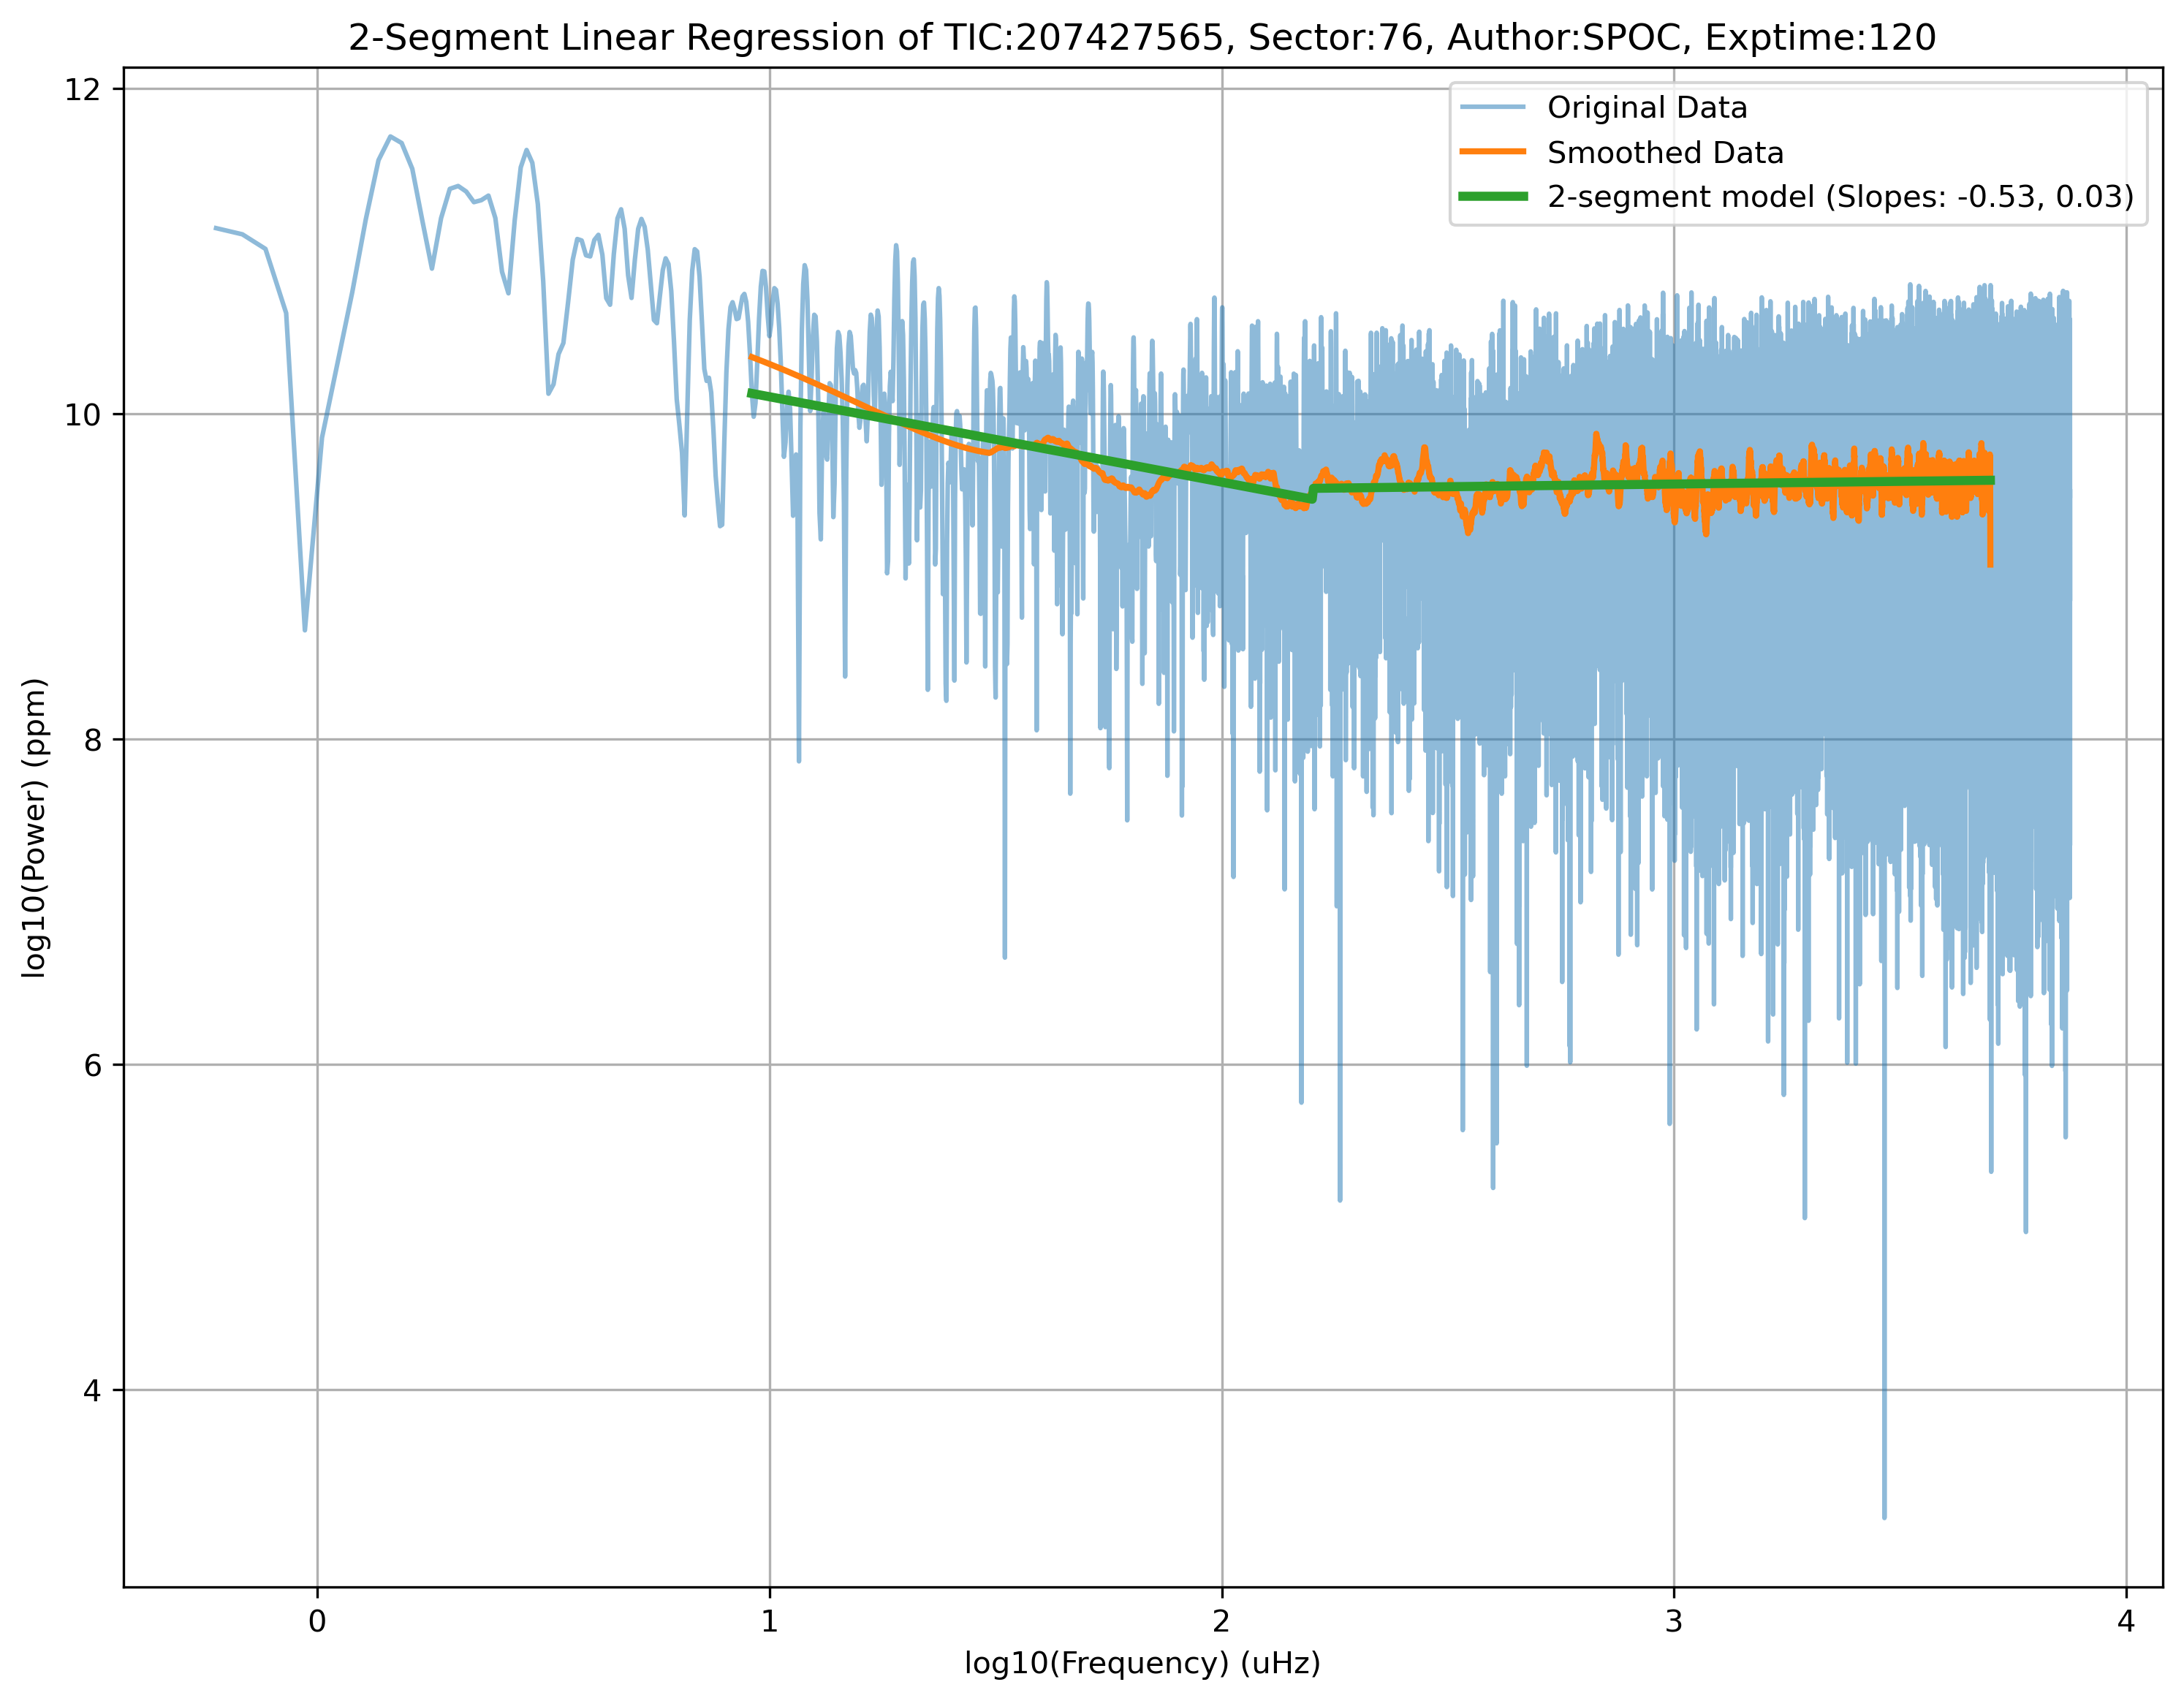 2-Segment Linear Regression of TIC:207427565, Sector:76, Author:SPOC, Exptime:120
Original Data
Smoothed Data
2-segment model (Slopes: -0.53, 0.03)
12
10
8
6
4
log10(Power) (ppm)
0 1 2 3 4
log10(Frequency) (uHz)